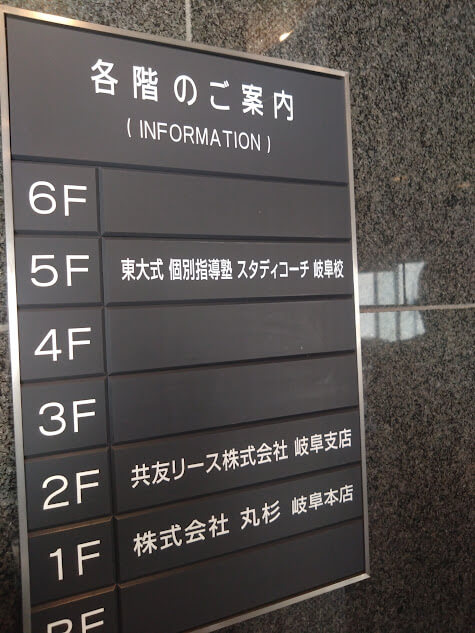 各階のご案内
( INFORMATION )
6F
5F 東大式 個別指導塾 スタディコーチ 岐阜校
4F
3F
2F 共友リース株式会社 岐阜支店
1F 株式会社 丸杉 岐阜本店